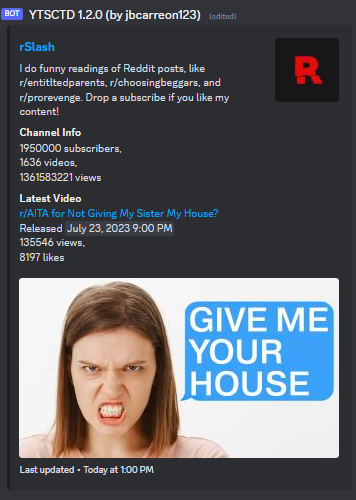 BOT YTSCTD 1.2.0 (by jbcarreon123) (edited)
rSlash
R
I do funny readings of Reddit posts, like
r/entitltedparents, r/choosingbeggars, and
r/prorevenge. Drop a subscribe if you like my
content!
Channel Info
1950000 subscribers,
1636 videos,
1361583221 views
Latest Video
r/AITA for Not Giving My Sister My House?
Released July 23, 2023 9:00 PM
135546 views,
8197 likes
GIVE ME
YOUR
HOUSE
Last updated • Today at 1:00 PM